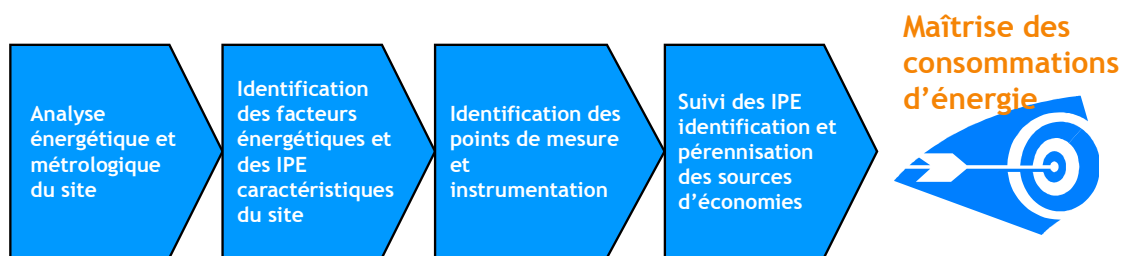 Analyse
énergétique et
métrologique
du site
Identification
des facteurs
énergétiques et
des IPE
caractéristiques
du site
Identification des
points de mesure
et
instrumentation
Suivi des IPE
identification et
pérennisation
des sources
d’économies
Maîtrise des
consommations
d’énergie